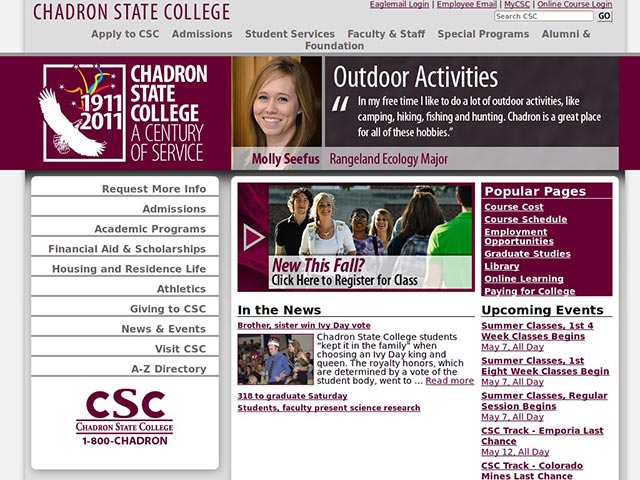 CHADRON STATE COLLEGE
Eaglemail Login | Employee Email | MyCSC | Online Course Login
Search CSC
GO
Apply to CSC Admissions Student Services Faculty & Staff Special Programs Alumni &
Foundation
1911
2011
CHADRON
STATE
COLLEGE
A CENTURY
OF SERVICE
Outdoor Activities
“In my free time I like to do a lot of outdoor activities, like
camping, hiking, fishing and hunting. Chadron is a great place
for all of these hobbies.”
Molly Seefus Rangeland Ecology Major
Request More Info
Admissions
Academic Programs
Financial Aid & Scholarships
Housing and Residence Life
Athletics
Giving to CSC
News & Events
Visit CSC
A-Z Directory
CSC
CHADRON STATE COLLEGE
1-800-CHADRON
New This Fall?
Click Here to Register for Class
In the News
Brother, sister win Ivy Day vote
Chadron State College students
“kept it in the family” when
choosing an Ivy Day king and
queen. The royalty honors, which
are determined by a vote of the
student body, went to ... Read more
318 to graduate Saturday
Students, faculty present science research
Popular Pages
Course Cost
Course Schedule
Employment
Opportunities
Graduate Studies
Library
Online Learning
Paying for College
Upcoming Events
Summer Classes, 1st 4
Week Classes Begins
May 7, All Day
Summer Classes, 1st
Eight Week Classes Begin
May 7, All Day
Summer Classes, Regular
Session Begins
May 7, All Day
CSC Track - Emporia Last
Chance
May 12, All Day
CSC Track - Colorado
Mines Last Chance